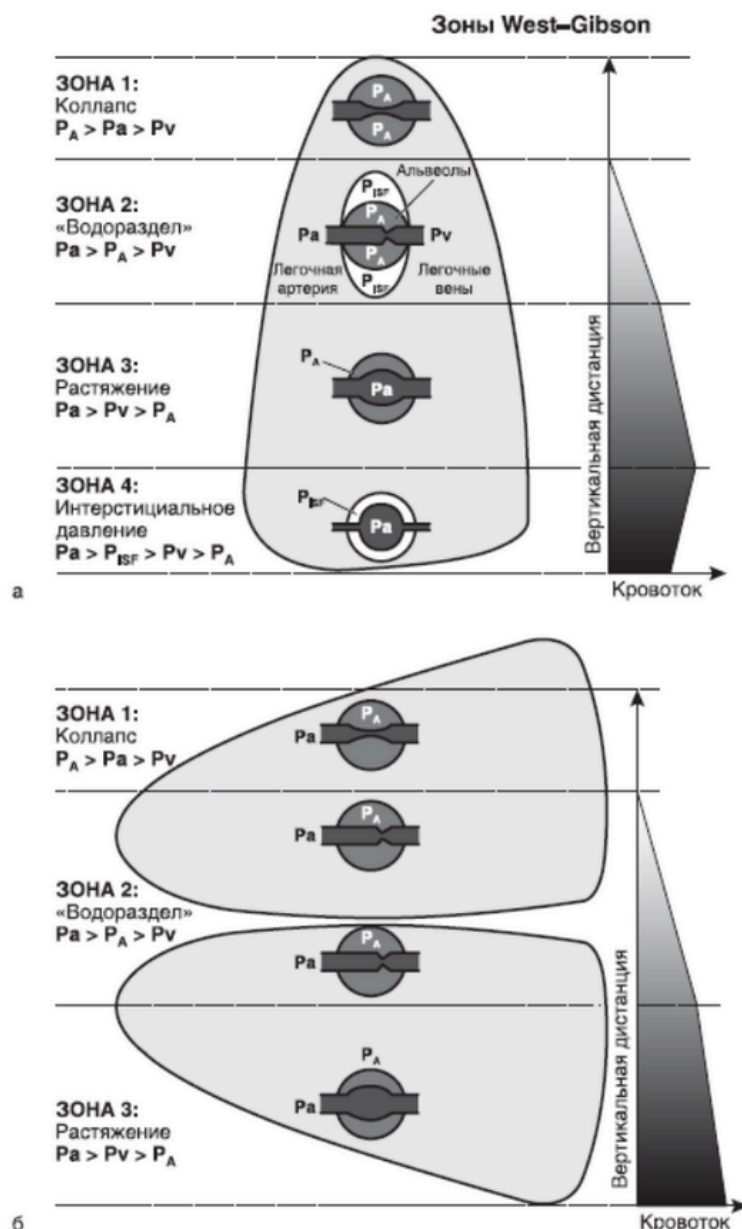 Зоны West–Gibson
ЗОНА 1:
Коллапс
PA > Pa > Pv
PA
PA
ЗОНА 2:
«Водораздел»
Pa > PA > Pv
Альвеолы
PISF
PA
Pa
Pv
PA
Легочная
артерия
PISF
Легочные
вены
ЗОНА 3:
Растяжение
Pa > Pv > PA
PA
Pa
ЗОНА 4:
Интерстициальное
давление
Pa > PISF > Pv > PA
PISF
Pa
Вертикальная дистанция
Кровоток
а
ЗОНА 1:
Коллапс
PA > Pa > Pv
PA
Pa
PA
Pa
ЗОНА 2:
«Водораздел»
Pa > PA > Pv
PA
Pa
PA
Pa
ЗОНА 3:
Растяжение
Pa > Pv > PA
Вертикальная дистанция
Кровоток
б